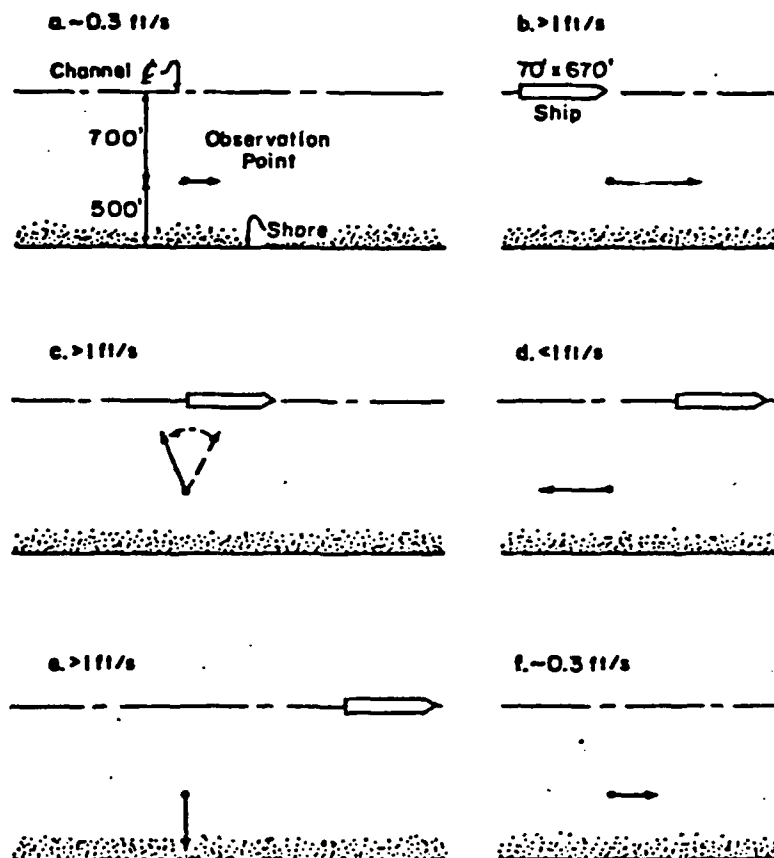 a. ~0.3 ft/s
Channel ℄
700'
Observation
Point
500'
Shore
b. >1 ft/s
70' x 670'
Ship
c. >1 ft/s
d. <1 ft/s
e. >1 ft/s
f. ~0.3 ft/s